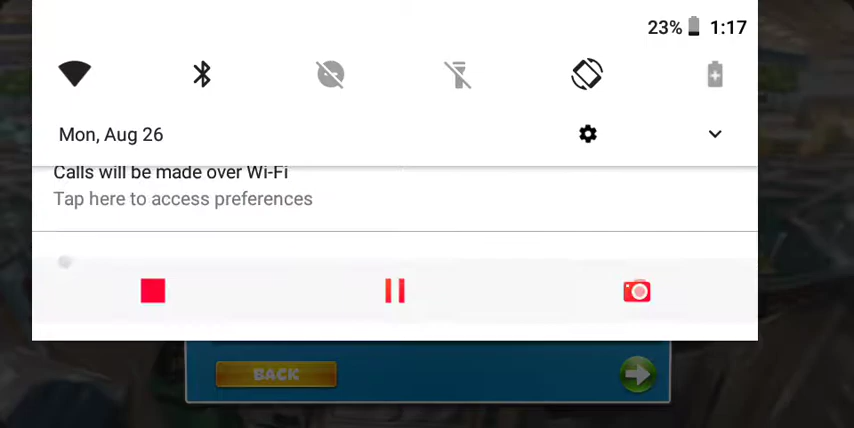 23% 1:17
Mon, Aug 26
Calls will be made over Wi-Fi
Tap here to access preferences
BACK